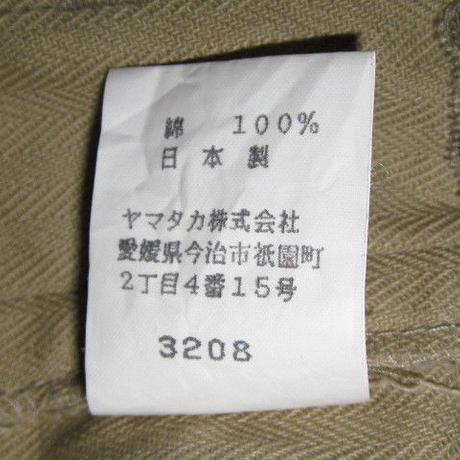 綿 100%
日本製
ヤマタカ株式会社
愛媛県今治市祇園町
2丁目4番15号
3208